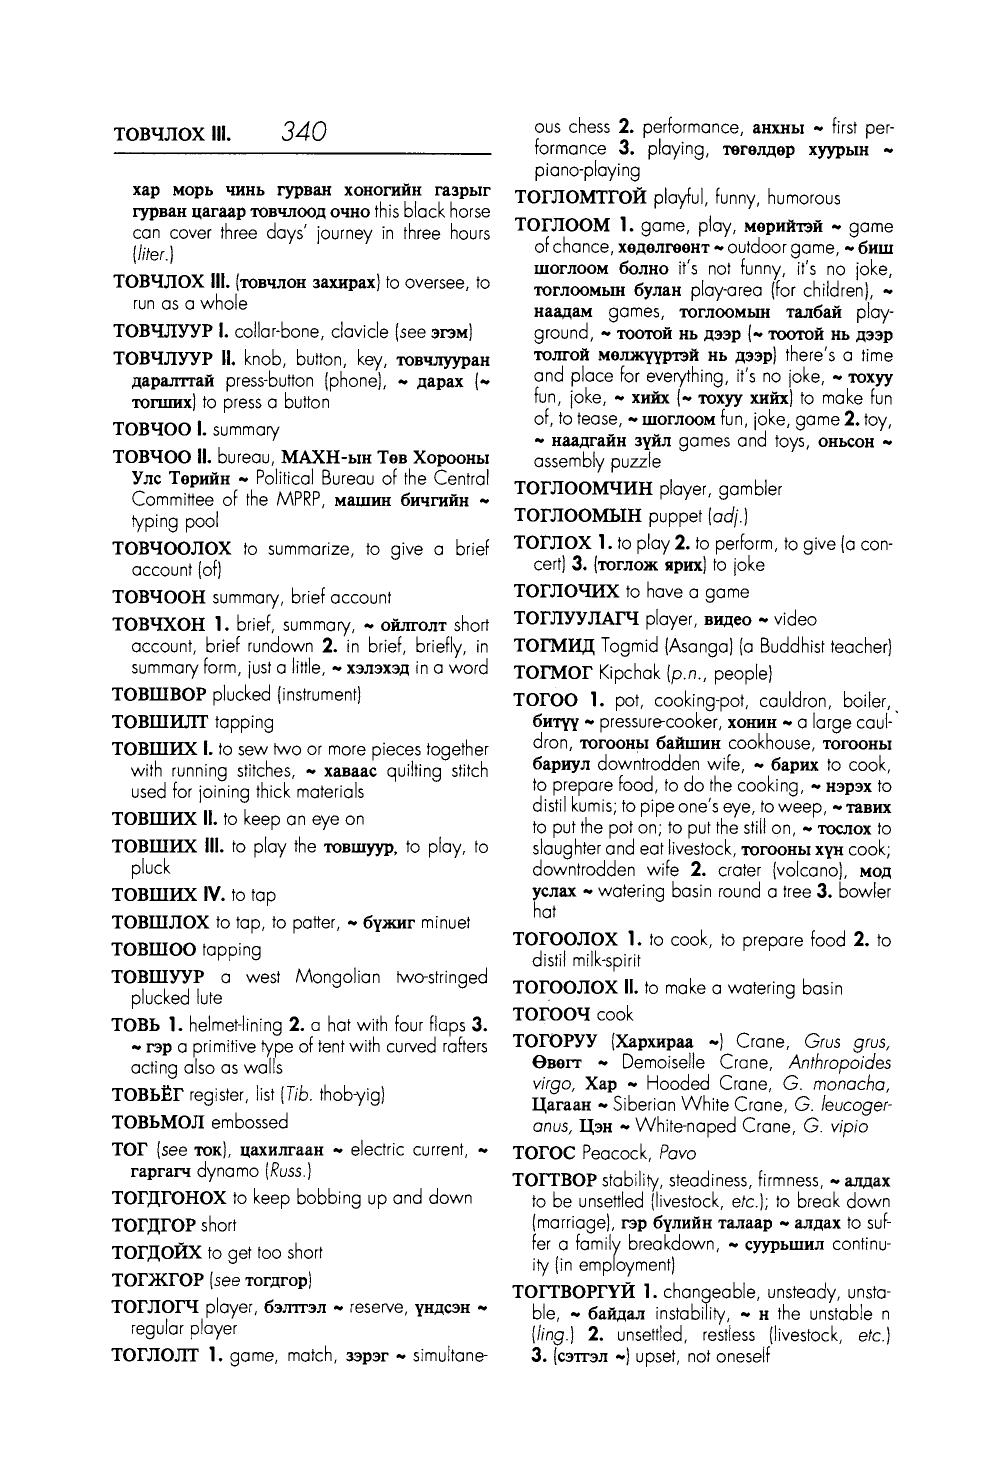 ТОВЧЛОХ III. 340
хар морь чинь гурван хоногийн газрыг
гурван цагаар товчлоод очно this black horse
can cover three days' journey in three hours
(liter.)
ТОВЧЛОХ III. (товчлон захирах) to oversee, to
run as a whole
ТОВЧЛУУР I. collar-bone, clavicle (see эгэм)
ТОВЧЛУУР II. knob, button, key, товчлууран
даралттай press-button (phone), ~ дарах (~
тогших) to press a button
ТОВЧОО I. summary
ТОВЧОО II. bureau, МАХН-ын Төв Хорооны
Улс Төрийн ~ Political Bureau of the Central
Committee of the MPRP, машин бичгийн ~
typing pool
ТОВЧООЛОХ to summarize, to give a brief
account (of)
ТОВЧООН summary, brief account
ТОВЧХОН 1. brief, summary, ~ ойлголт short
account, brief rundown 2. in brief, briefly, in
summary form, just a little, ~ хэлэхэд in a word
ТОВШВОР plucked (instrument)
ТОВШИЛТ tapping
ТОВШИХ I. to sew two or more pieces together
with running stitches, ~ хаваас quilting stitch
used for joining thick materials
ТОВШИХ II. to keep an eye on
ТОВШИХ III. to play the товшуур, to play, to
pluck
ТОВШИХ IV. to tap
ТОВШЛОХ to tap, to patter, ~ бүжиг minuet
ТОВШОО tapping
ТОВШУУР a west Mongolian two-stringed
plucked lute
ТОВЬ 1. helmet-lining 2. a hat with four flaps 3.
~ гэр a primitive type of tent with curved rafters
acting also as walls
ТОВЬЁГ register, list (Tib. thob-yig)
ТОВЬМОЛ embossed
ТОГ (see ток), цахилгаан ~ electric current, ~
гаргагч dynamo (Russ.)
ТОГДГОНОХ to keep bobbing up and down
ТОГДГОР short
ТОГДОЙХ to get too short
ТОГЖГОР (see тогдгор)
ТОГЛОГЧ player, бэлтгэл ~ reserve, үндсэн ~
regular player
ТОГЛОЛТ 1. game, match, зэрэг ~ simultane-
ous chess 2. performance, анхны ~ first per-
formance 3. playing, төгөлдөр хуурын ~
piano-playing
ТОГЛОМТГОЙ playful, funny, humorous
ТОГЛООМ 1. game, play, мөрийтэй ~ game
of chance, хөдөлгөөнт ~ outdoor game, ~ биш
шоглоом болно it's not funny, it's no joke,
тоглоомын булан play-area (for children), ~
наадам games, тоглоомын талбай play-
ground, ~ тоотой нь дээр (~ тоотой нь дээр
толгой мөлжүүртэй нь дээр) there's a time
and place for everything, it's no joke, ~ тохуу
fun, joke, ~ хийх (~ тохуу хийх) to make fun
of, to tease, ~ шоглоом fun, joke, game 2. toy,
~ наадгайн зүйл games and toys, оньсон ~
assembly puzzle
ТОГЛООМЧИН player, gambler
ТОГЛООМЫН puppet (adj.)
ТОГЛОХ 1. to play 2. to perform, to give (a con-
cert) 3. (тоглож ярих) to joke
ТОГЛОЧИХ to have a game
ТОГЛУУЛАГЧ player, видео ~ video
ТОГМИД Togmid (Asanga) (a Buddhist teacher)
ТОГМОГ Kipchak (p.n., people)
ТОГОО 1. pot, cooking-pot, cauldron, boiler,
битүү ~ pressure-cooker, хонин ~ a large caul-
dron, тогооны байшин cookhouse, тогооны
бариул downtrodden wife, ~ барих to cook,
to prepare food, to do the cooking, ~ нэрэх to
distil kumis; to pipe one's eye, to weep, ~ тавих
to put the pot on; to put the still on, ~ тослох to
slaughter and eat livestock, тогооны хүн cook;
downtrodden wife 2. crater (volcano), мод
услах ~ watering basin round a tree 3. bowler
hat
ТОГООЛОХ 1. to cook, to prepare food 2. to
distil milk-spirit
ТОГООЛОХ II. to make a watering basin
ТОГООЧ cook
ТОГОРУУ (Хархираа ~) Crane, Grus grus,
Өвөгт ~ Demoiselle Crane, Anthropoides
virgo, Хар ~ Hooded Crane, G. monacha,
Цагаан ~ Siberian White Crane, G. leucoger-
anus, Цэн ~ White-naped Crane, G. vipio
ТОГОС Peacock, Pavo
ТОГТВОР stability, steadiness, firmness, ~ алдах
to be unsettled (livestock, etc.); to break down
(marriage), гэр бүлийн талаар ~ алдах to suf-
fer a family breakdown, ~ суурьшил continu-
ity (in employment)
ТОГТВОРГҮЙ 1. changeable, unsteady, unsta-
ble, ~ байдал instability, ~ н the unstable n
(ling.) 2. unsettled, restless (livestock, etc.)
3. (сэтгэл ~) upset, not oneself